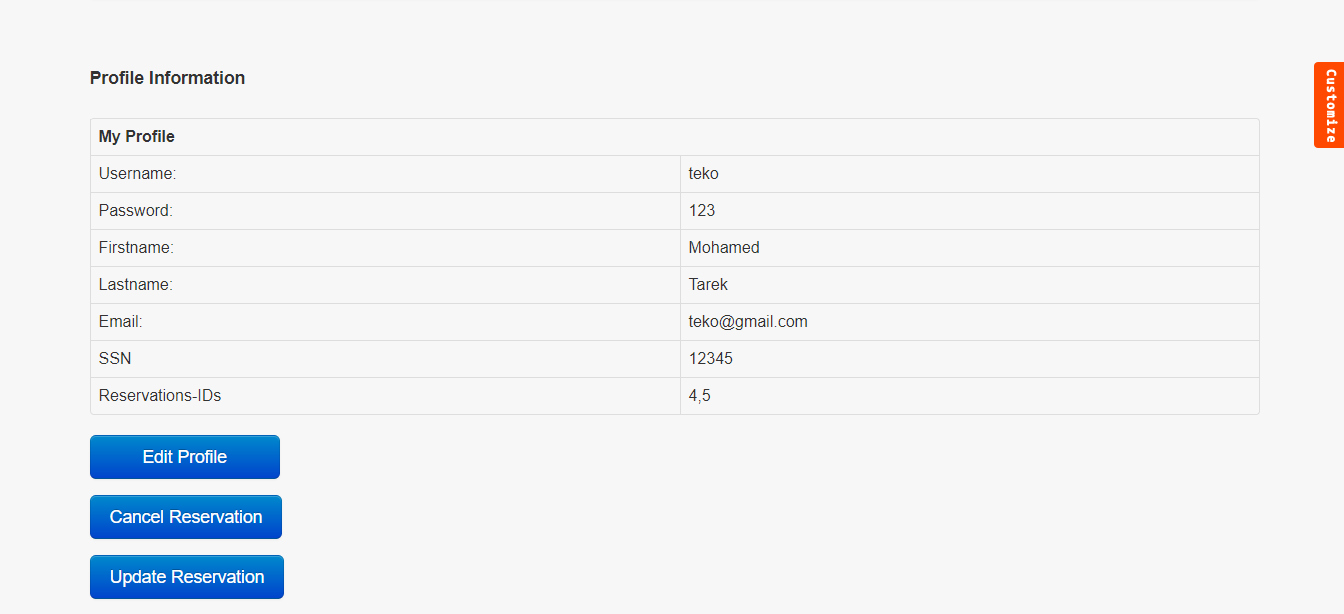 Profile Information
Customize
My Profile
Username: teko
Password: 123
Firstname: Mohamed
Lastname: Tarek
Email: teko@gmail.com
SSN 12345
Reservations-IDs 4,5
Edit Profile
Cancel Reservation
Update Reservation